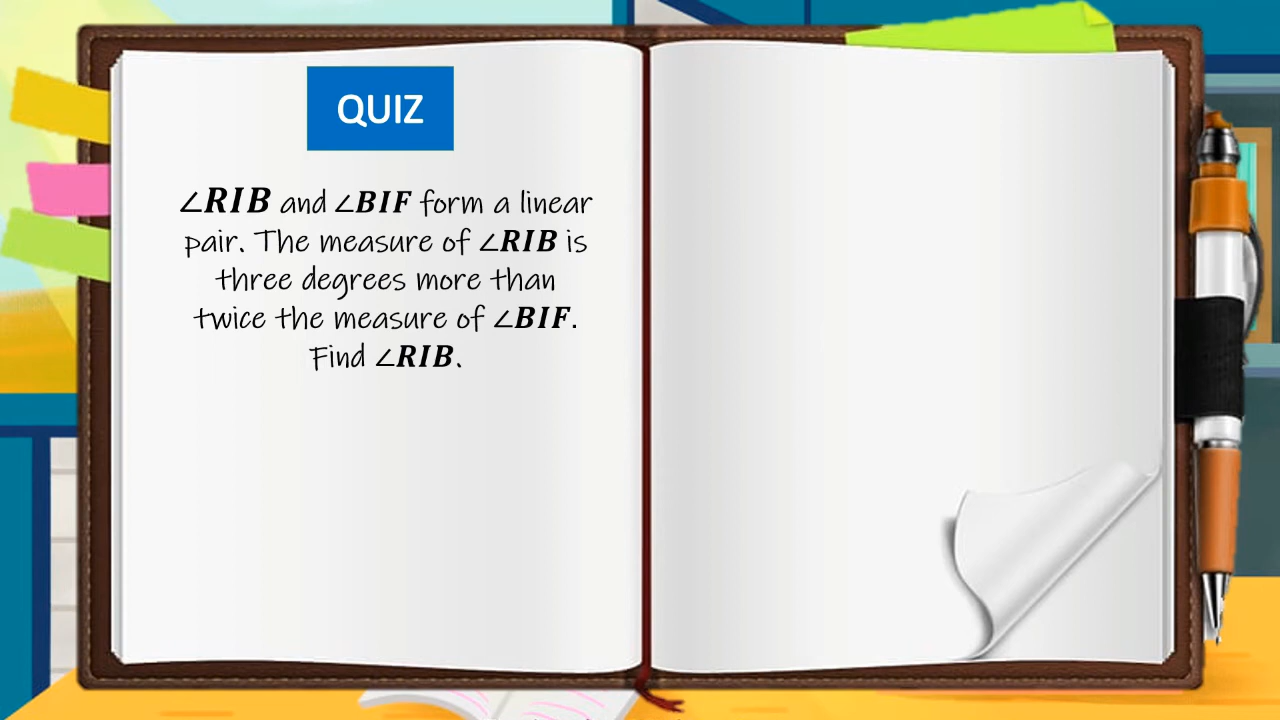 QUIZ
∠RIB and ∠BIF form a linear
pair. The measure of ∠RIB is
three degrees more than
twice the measure of ∠BIF.
Find ∠RIB.